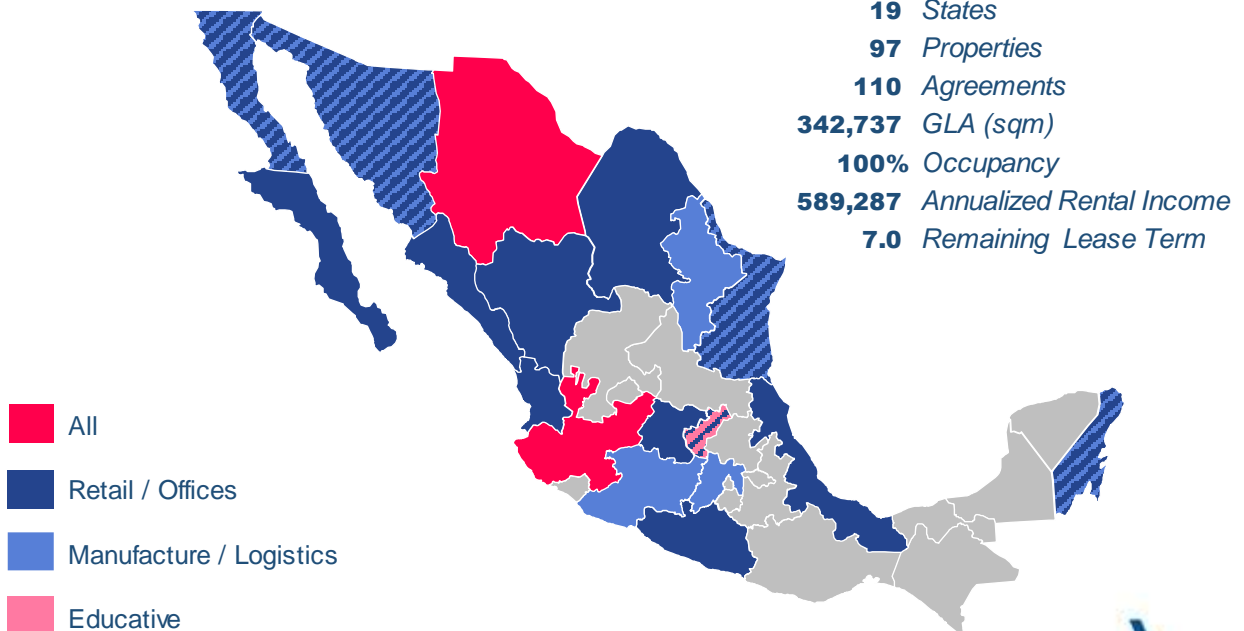 19 States
97 Properties
110 Agreements
342,737 GLA (sqm)
100% Occupancy
589,287 Annualized Rental Income
7.0 Remaining Lease Term
All
Retail / Offices
Manufacture / Logistics
Educative